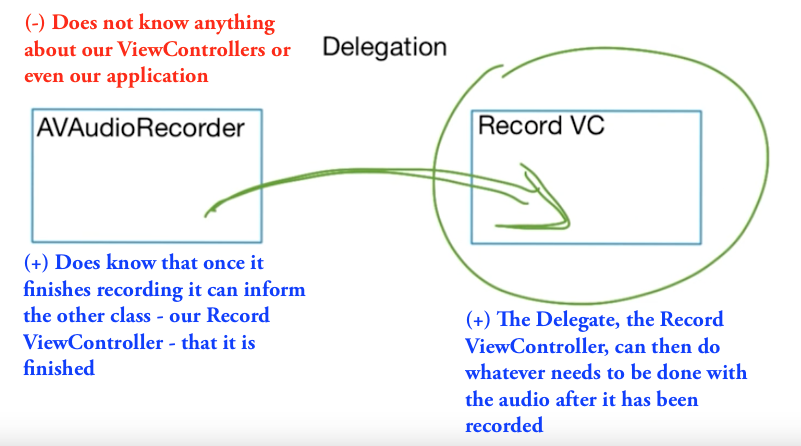 (-) Does not know anything
about our ViewControllers or
even our application
Delegation
AVAudioRecorder
Record VC
(+) Does know that once it
finishes recording it can inform
the other class - our Record
ViewController - that it is
finished
(+) The Delegate, the Record
ViewController, can then do
whatever needs to be done with
the audio after it has been
recorded